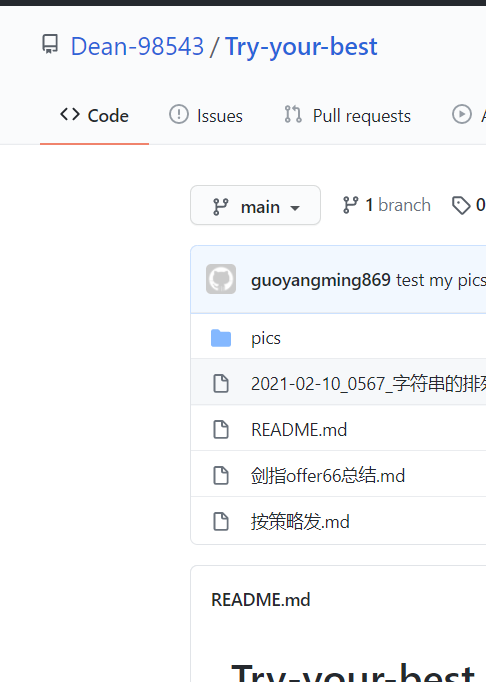 Dean-98543 / Try-your-best
Code Issues Pull requests
main 1 branch 0
guoyangming869 test my pics
pics
2021-02-10_0567_字符串的排
README.md
剑指offer66总结.md
按策略发.md
README.md
Try-your-best